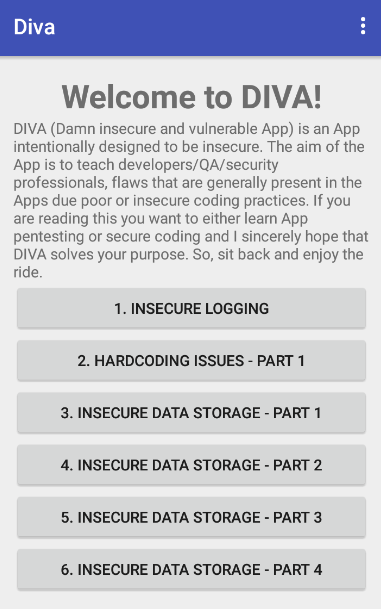 Diva
Welcome to DIVA!
DIVA (Damn insecure and vulnerable App) is an App
intentionally designed to be insecure. The aim of the
App is to teach developers/QA/security
professionals, flaws that are generally present in the
Apps due poor or insecure coding practices. If you
are reading this you want to either learn App
pentesting or secure coding and I sincerely hope that
DIVA solves your purpose. So, sit back and enjoy the
ride.
1. INSECURE LOGGING
2. HARDCODING ISSUES - PART 1
3. INSECURE DATA STORAGE - PART 1
4. INSECURE DATA STORAGE - PART 2
5. INSECURE DATA STORAGE - PART 3
6. INSECURE DATA STORAGE - PART 4